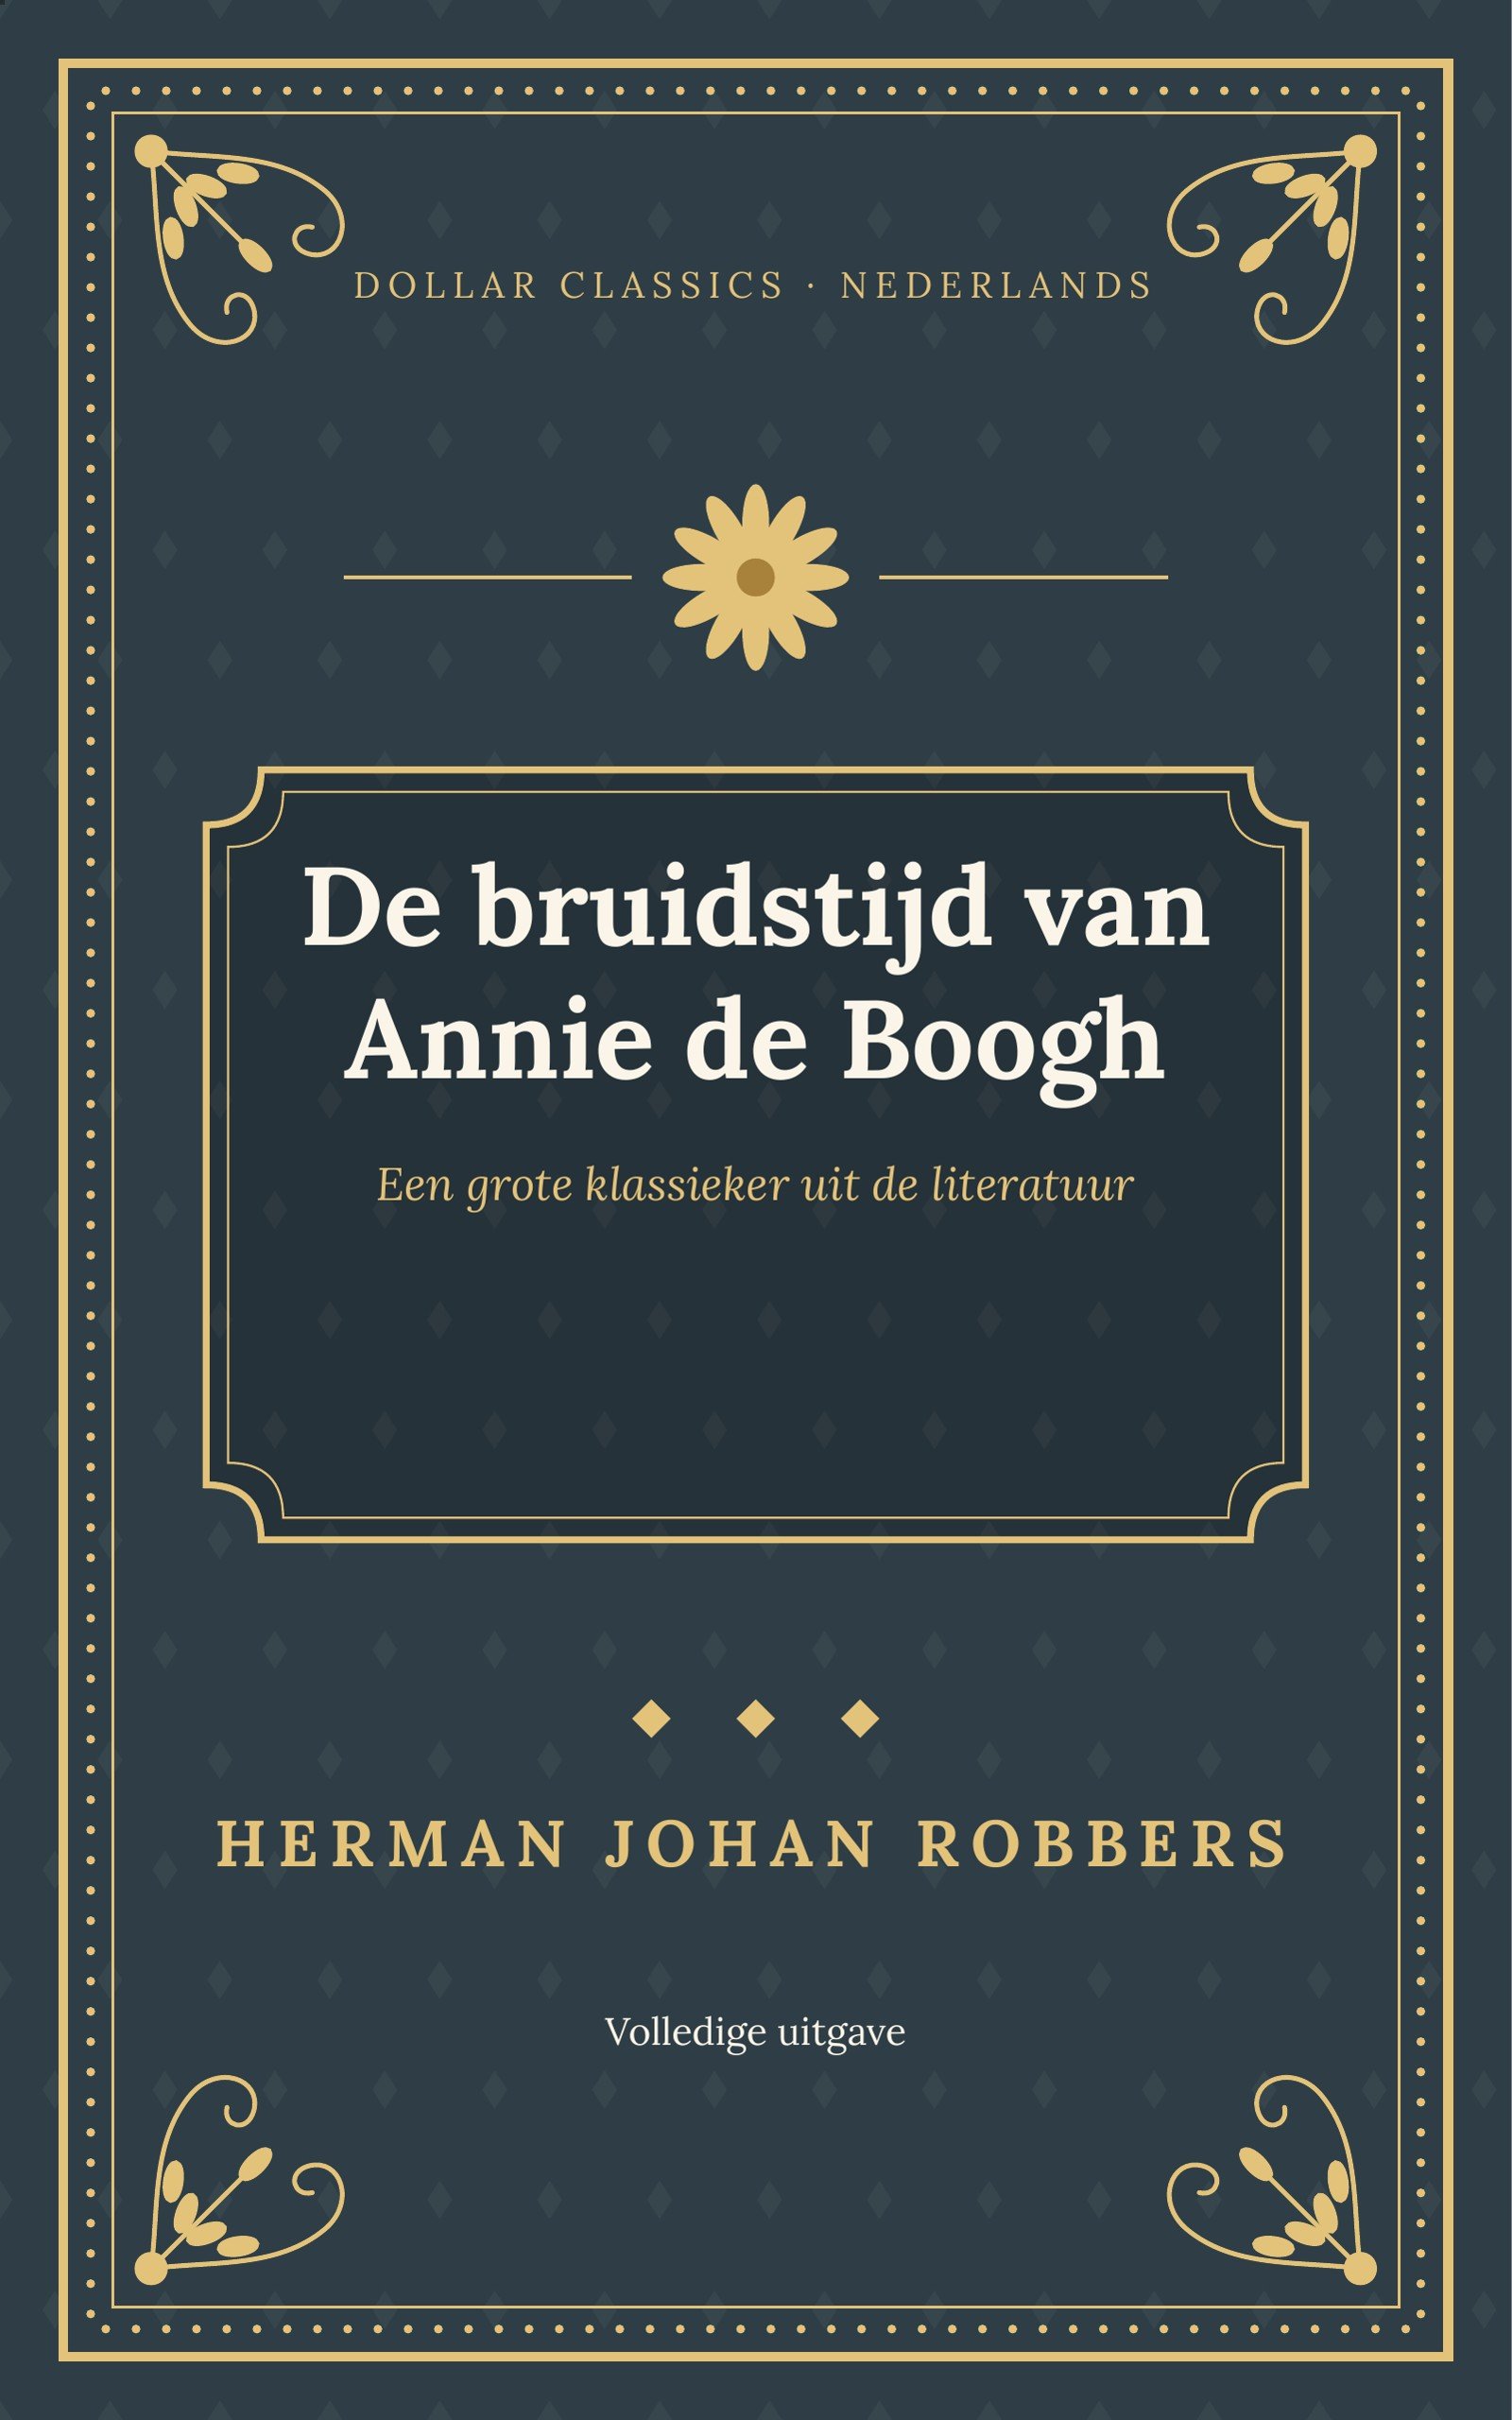 DOLLAR CLASSICS · NEDERLANDS
De bruidstijd van
Annie de Boogh
Een grote klassieker uit de literatuur
HERMAN JOHAN ROBBERS
Volledige uitgave